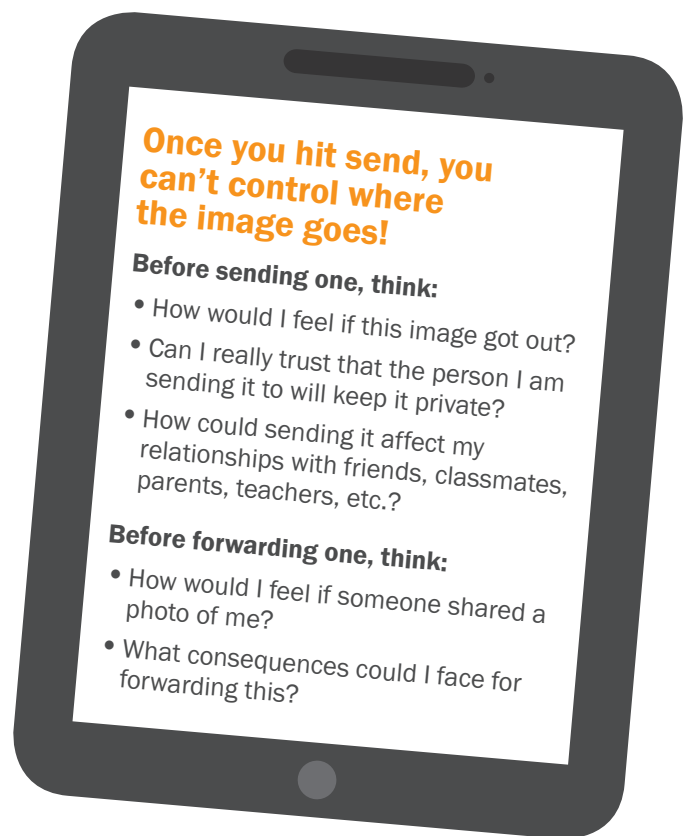 Once you hit send, you
can’t control where
the image goes!
Before sending one, think:
• How would I feel if this image got out?
• Can I really trust that the person I am
sending it to will keep it private?
• How could sending it affect my
relationships with friends, classmates,
parents, teachers, etc.?
Before forwarding one, think:
• How would I feel if someone shared a
photo of me?
• What consequences could I face for
forwarding this?